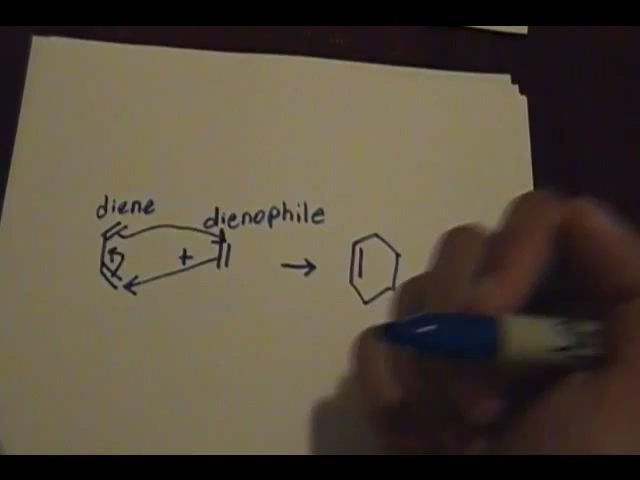 diene
dienophile
+ →